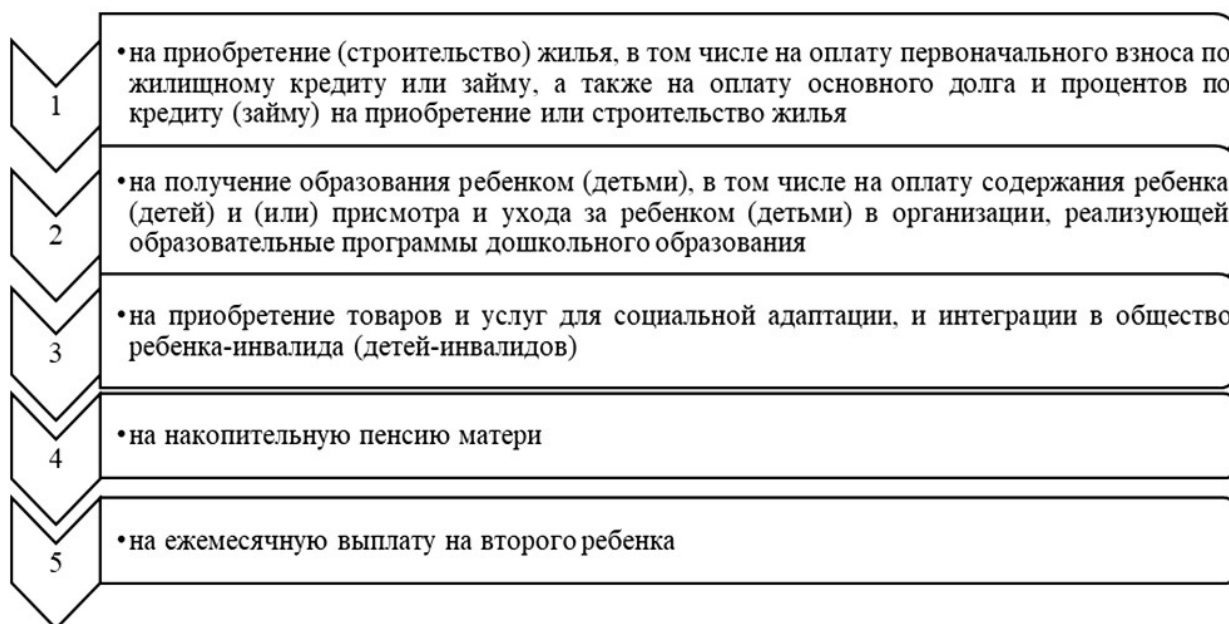 1
•на приобретение (строительство) жилья, в том числе на оплату первоначального взноса по
жилищному кредиту или займу, а также на оплату основного долга и процентов по
кредиту (займу) на приобретение или строительство жилья
2
•на получение образования ребенком (детьми), в том числе на оплату содержания ребенка
(детей) и (или) присмотра и ухода за ребенком (детьми) в организации, реализующей
образовательные программы дошкольного образования
3
•на приобретение товаров и услуг для социальной адаптации, и интеграции в общество
ребенка-инвалида (детей-инвалидов)
4
•на накопительную пенсию матери
5
•на ежемесячную выплату на второго ребенка